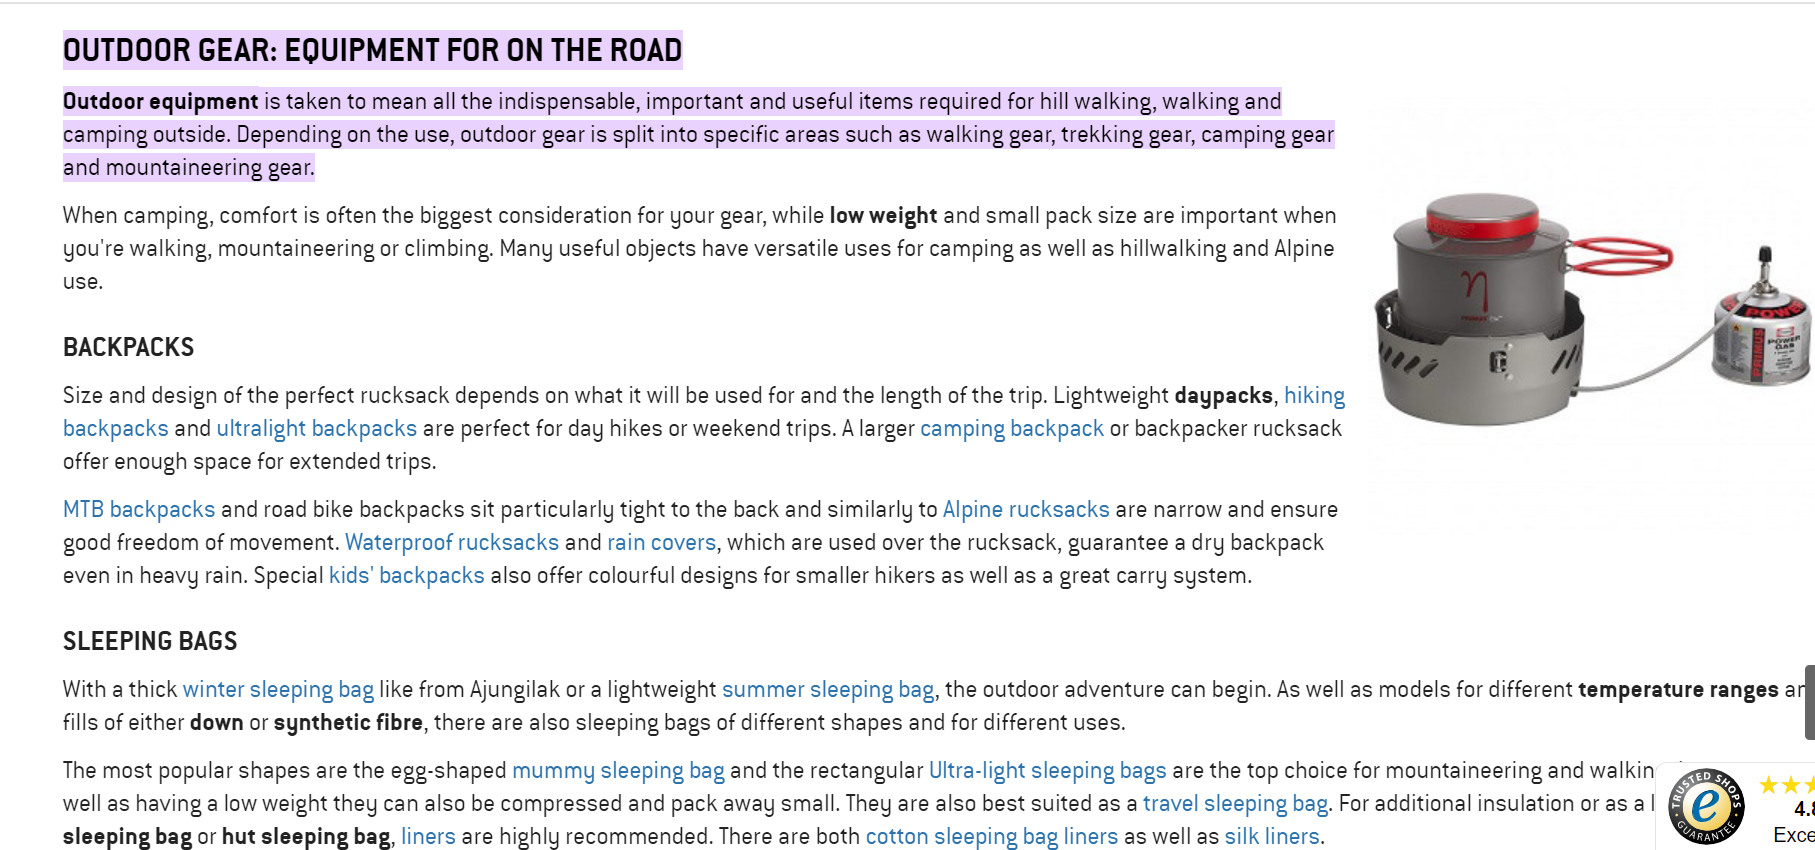 OUTDOOR GEAR: EQUIPMENT FOR ON THE ROAD
Outdoor equipment is taken to mean all the indispensable, important and useful items required for hill walking, walking and
camping outside. Depending on the use, outdoor gear is split into specific areas such as walking gear, trekking gear, camping gear
and mountaineering gear.
When camping, comfort is often the biggest consideration for your gear, while low weight and small pack size are important when
you're walking, mountaineering or climbing. Many useful objects have versatile uses for camping as well as hillwalking and Alpine
use.
η
PRIMUS
POWER
PRIMUS
POWER
GAS
BACKPACKS
Size and design of the perfect rucksack depends on what it will be used for and the length of the trip. Lightweight daypacks, hiking
backpacks and ultralight backpacks are perfect for day hikes or weekend trips. A larger camping backpack or backpacker rucksack
offer enough space for extended trips.
MTB backpacks and road bike backpacks sit particularly tight to the back and similarly to Alpine rucksacks are narrow and ensure
good freedom of movement. Waterproof rucksacks and rain covers, which are used over the rucksack, guarantee a dry backpack
even in heavy rain. Special kids' backpacks also offer colourful designs for smaller hikers as well as a great carry system.
SLEEPING BAGS
With a thick winter sleeping bag like from Ajungilak or a lightweight summer sleeping bag, the outdoor adventure can begin. As well as models for different temperature ranges ar
fills of either down or synthetic fibre, there are also sleeping bags of different shapes and for different uses.
The most popular shapes are the egg-shaped mummy sleeping bag and the rectangular Ultra-light sleeping bags are the top choice for mountaineering and walkin
well as having a low weight they can also be compressed and pack away small. They are also best suited as a travel sleeping bag. For additional insulation or as a l
sleeping bag or hut sleeping bag, liners are highly recommended. There are both cotton sleeping bag liners as well as silk liners.
TRUSTED SHOPS
e
GUARANTEE
4.8
Exce